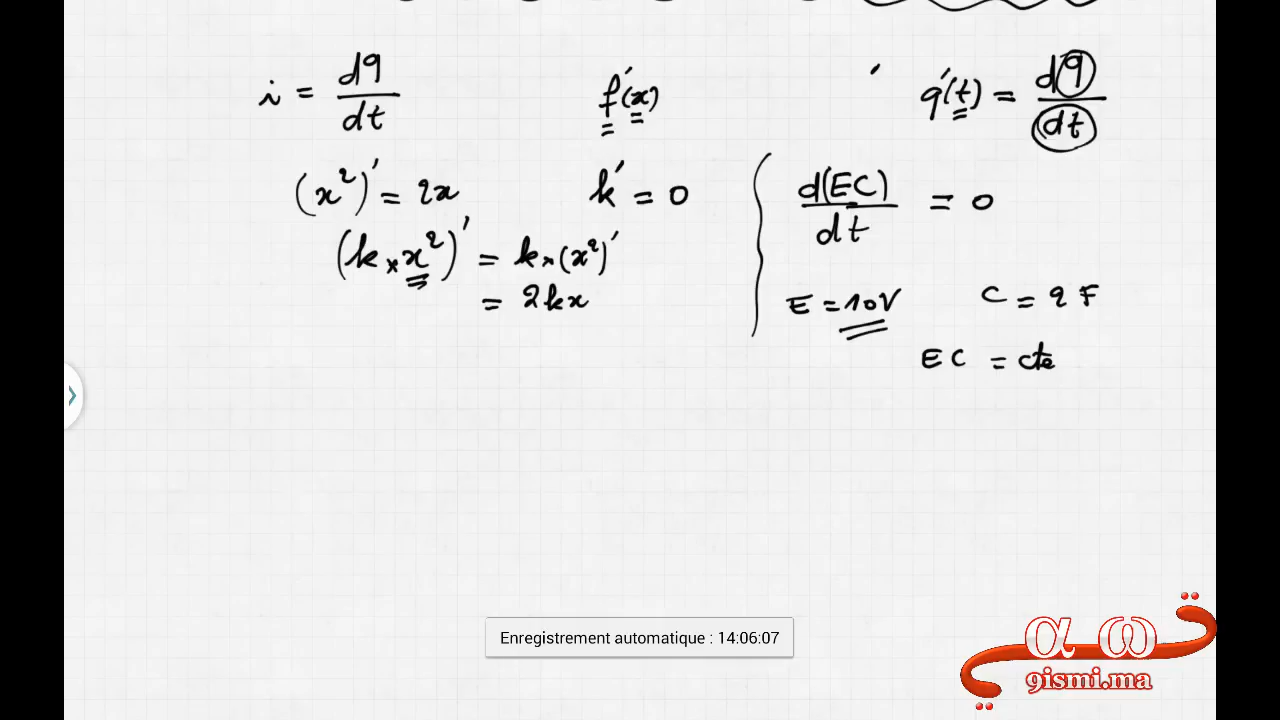 i = dq/dt    f'(x)    ' q'(t) = dq/dt
(x²)' = 2x    k' = 0    d(EC)/dt = 0
(k × x²)' = k × (x²)'
= 2kx    E = 10V    C = 2 F
EC = cte
Enregistrement automatique : 14:06:07
α ω
9ismi.ma